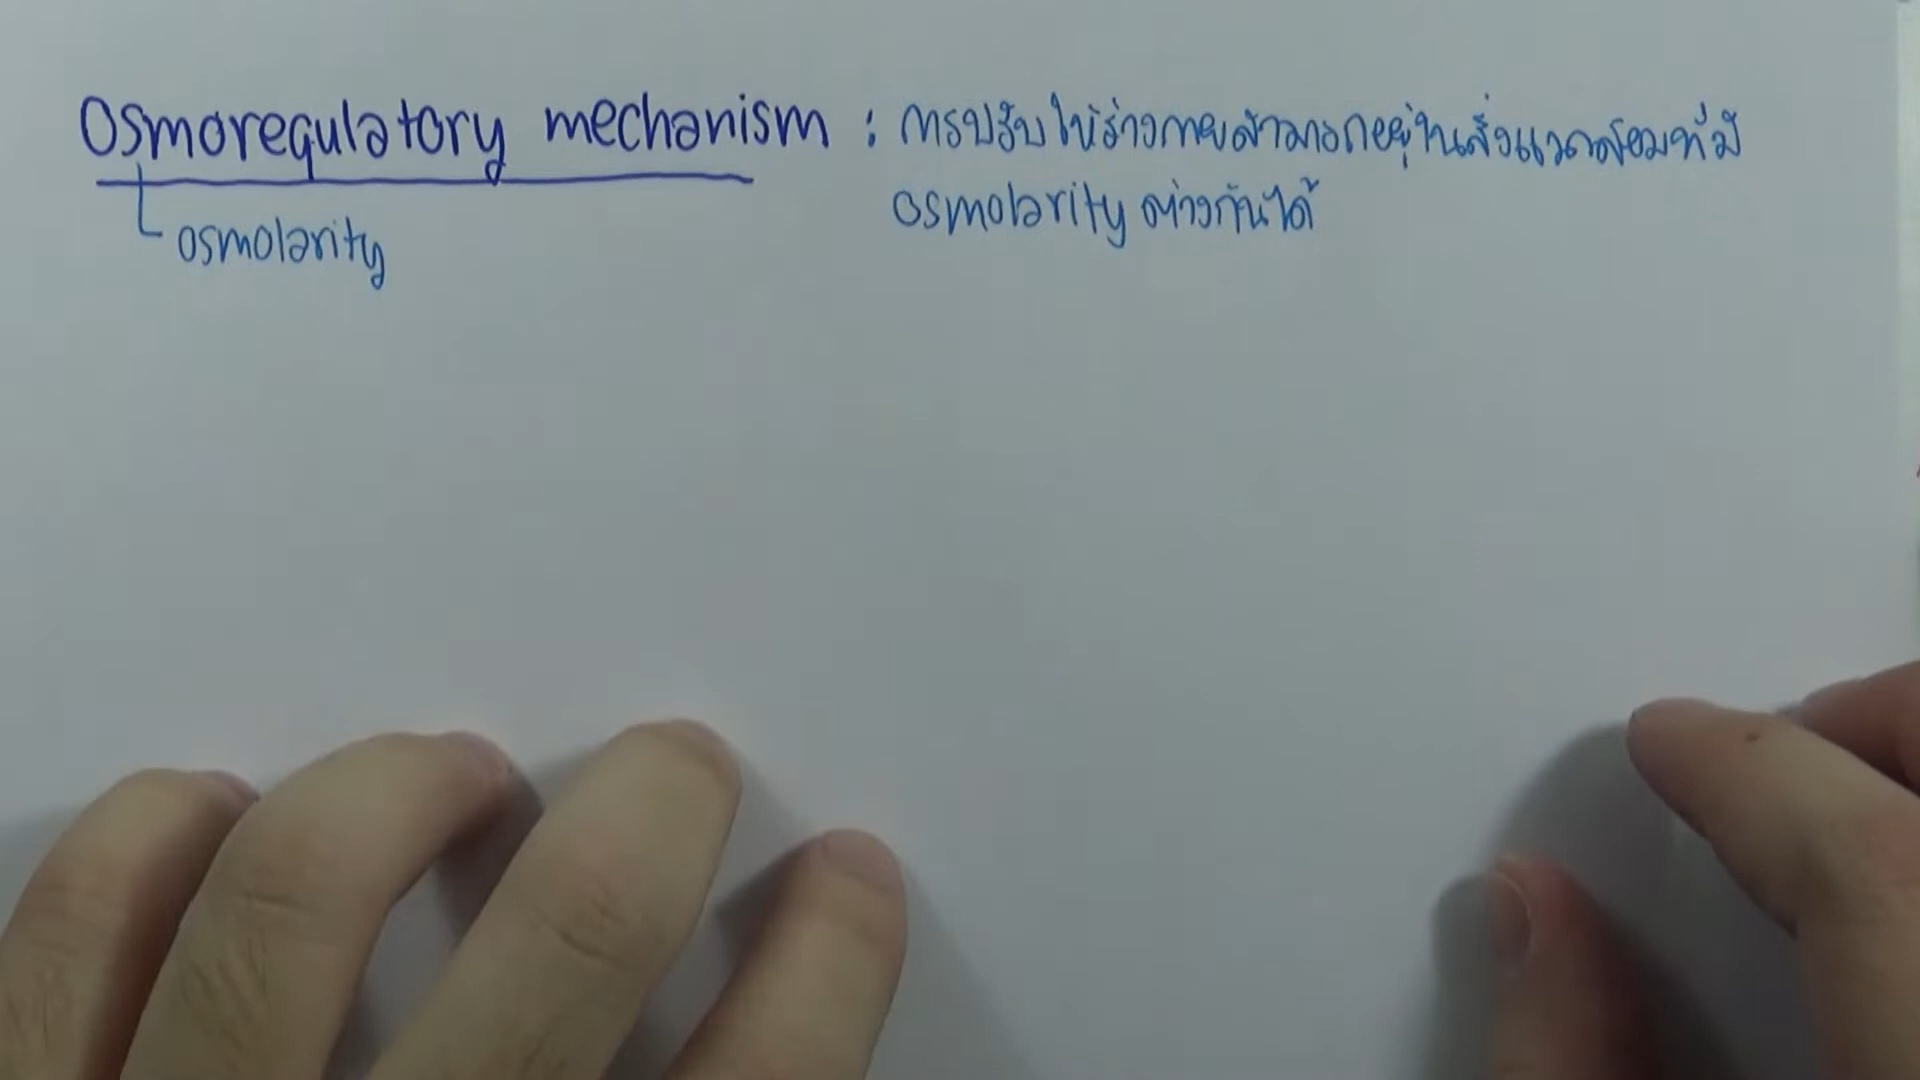 Osmoregulatory mechanism : การปรับให้ร่างกายสามารถอยู่ในสิ่งแวดล้อมที่มี
osmolarity ต่างกันได้
osmolarity